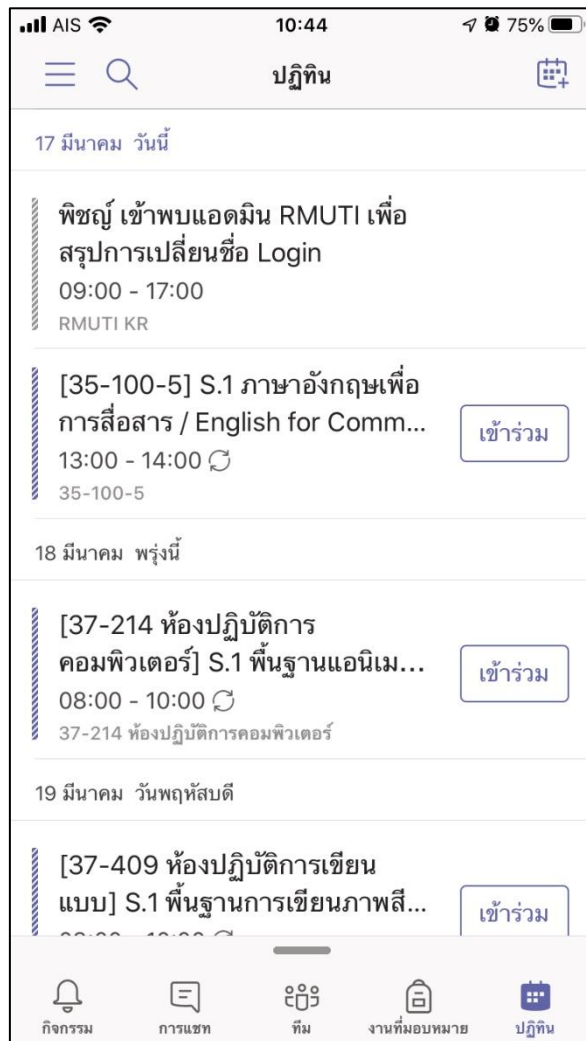 AIS 10:44 75%
ปฏิทิน
17 มีนาคม วันนี้
พิชญ์ เข้าพบแอดมิน RMUTI เพื่อ
สรุปการเปลี่ยนชื่อ Login
09:00 - 17:00
RMUTI KR
[35-100-5] S.1 ภาษาอังกฤษเพื่อ
การสื่อสาร / English for Comm...
เข้าร่วม
13:00 - 14:00
35-100-5
18 มีนาคม พรุ่งนี้
[37-214 ห้องปฏิบัติการ
คอมพิวเตอร์] S.1 พื้นฐานแอนิเม...
เข้าร่วม
08:00 - 10:00
37-214 ห้องปฏิบัติการคอมพิวเตอร์
19 มีนาคม วันพฤหัสบดี
[37-409 ห้องปฏิบัติการเขียน
แบบ] S.1 พื้นฐานการเขียนภาพสี...
เข้าร่วม
กิจกรรม การแชท ทีม งานที่มอบหมาย ปฏิทิน